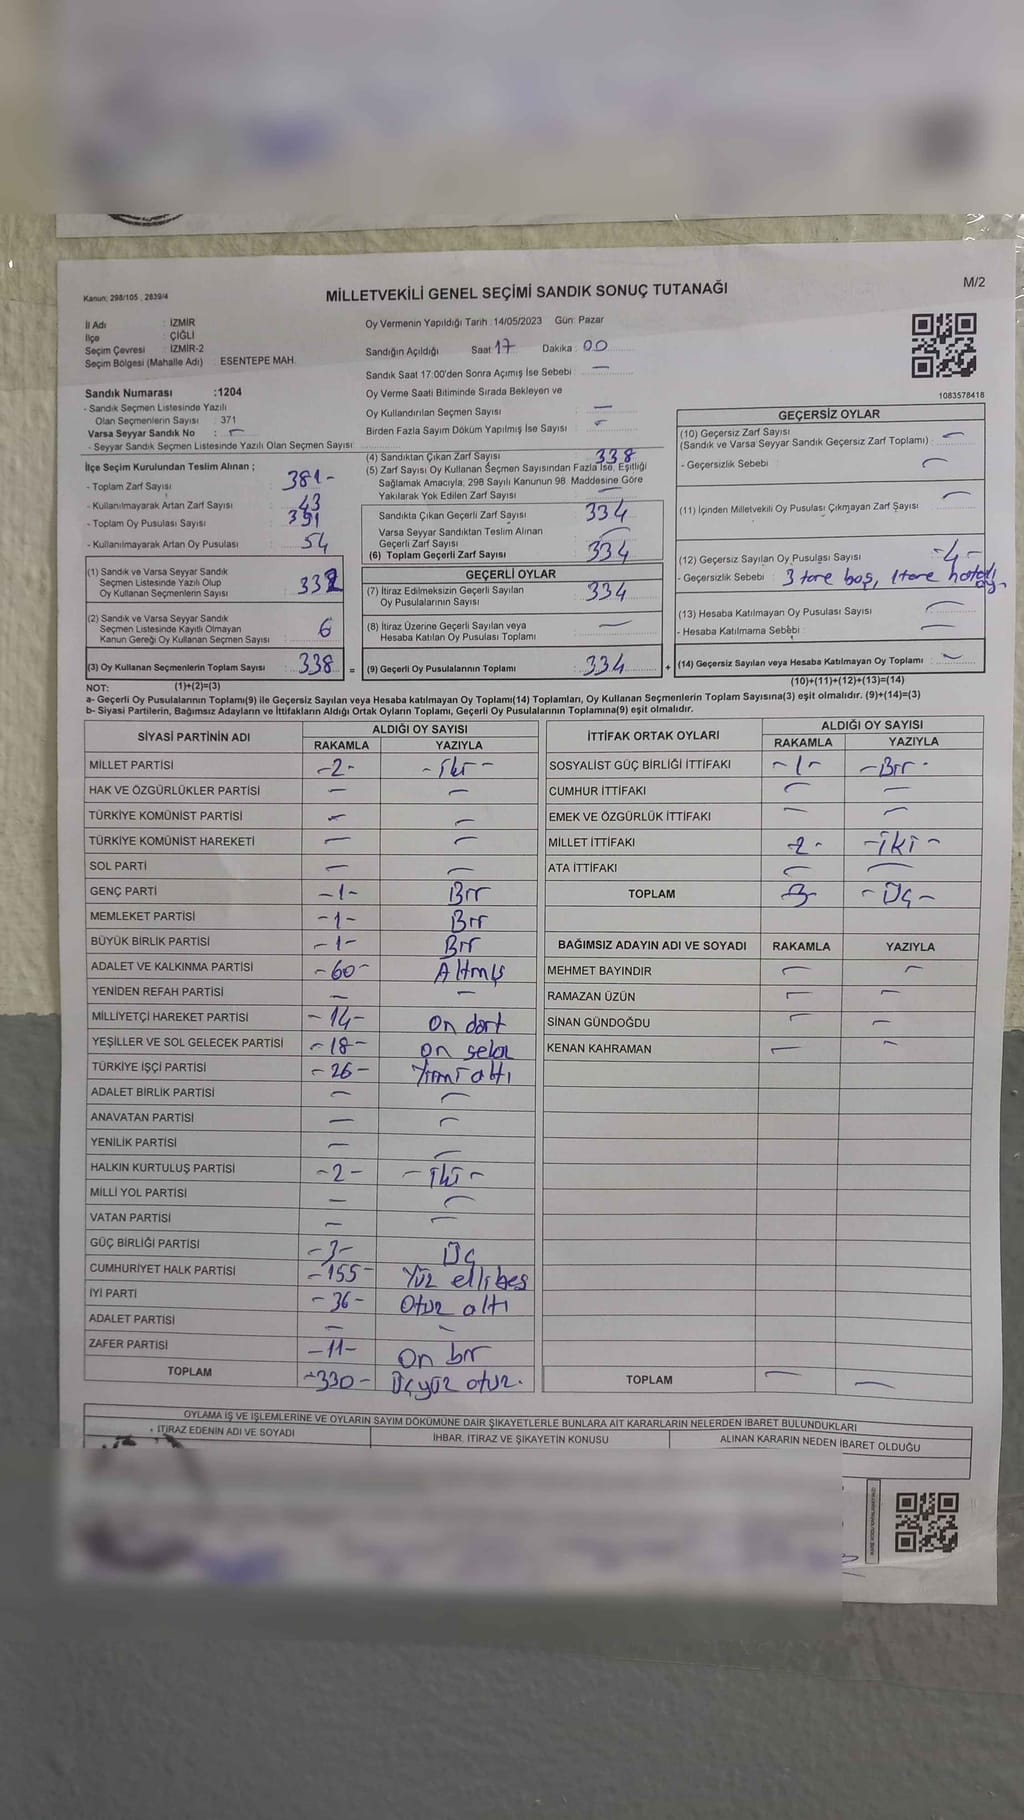 Kanun: 298/105 , 2839/4
MİLLETVEKİLİ GENEL SEÇİMİ SANDIK SONUÇ TUTANAĞI
M/2
İl Adı : İZMİR
İlçe : ÇİĞLİ
Seçim Çevresi : İZMİR-2
Seçim Bölgesi (Mahalle Adı) : ESENTEPE MAH.
Oy Vermenin Yapıldığı Tarih : 14/05/2023 Gün: Pazar
Sandığın Açıldığı Saat 17 Dakika : 00
Sandık Saat 17:00'den Sonra Açımış İse Sebebi : —
Oy Verme Saati Bitiminde Sırada Bekleyen ve
Oy Kullandırılan Seçmen Sayısı : —
Birden Fazla Sayım Döküm Yapılmış İse Sayısı : —
1083578418
Sandık Numarası : 1204
- Sandık Seçmen Listesinde Yazılı
Olan Seçmenlerin Sayısı : 371
Varsa Seyyar Sandık No : —
- Seyyar Sandık Seçmen Listesinde Yazılı Olan Seçmen Sayısı:
İlçe Seçim Kurulundan Teslim Alınan ;
- Toplam Zarf Sayısı : 381-
- Kullanılmayarak Artan Zarf Sayısı : 43
- Toplam Oy Pusulası Sayısı : 391
- Kullanılmayarak Artan Oy Pusulası : 54
(1) Sandık ve Varsa Seyyar Sandık
Seçmen Listesinde Yazılı Olup
Oy Kullanan Seçmenlerin Sayısı : 332
(2) Sandık ve Varsa Seyyar Sandık
Seçmen Listesinde Kayıtlı Olmayan
Kanun Gereği Oy Kullanan Seçmen Sayısı : 6
(3) Oy Kullanan Seçmenlerin Toplam Sayısı : 338 =
(4) Sandıktan Çıkan Zarf Sayısı : 338
(5) Zarf Sayısı Oy Kullanan Seçmen Sayısından Fazla İse, Eşitliği
Sağlamak Amacıyla, 298 Sayılı Kanunun 98. Maddesine Göre
Yakılarak Yok Edilen Zarf Sayısı : —
Sandıkta Çıkan Geçerli Zarf Sayısı : 334
Varsa Seyyar Sandıktan Teslim Alınan
Geçerli Zarf Sayısı : —
(6) Toplam Geçerli Zarf Sayısı : 334
GEÇERLİ OYLAR
(7) İtiraz Edilmeksizin Geçerli Sayılan
Oy Pusulalarının Sayısı : 334
(8) İtiraz Üzerine Geçerli Sayılan veya
Hesaba Katılan Oy Pusulası Toplamı : —
(9) Geçerli Oy Pusulalarının Toplamı : 334 +
GEÇERSİZ OYLAR
(10) Geçersiz Zarf Sayısı
(Sandık ve Varsa Seyyar Sandık Geçersiz Zarf Toplamı) : —
- Geçersizlik Sebebi : —
(11) İçinden Milletvekili Oy Pusulası Çıkmayan Zarf Sayısı : —
(12) Geçersiz Sayılan Oy Pusulası Sayısı : -4-
- Geçersizlik Sebebi : 3 tane boş, 1 tane hatalı oy.
(13) Hesaba Katılmayan Oy Pusulası Sayısı : —
- Hesaba Katılmama Sebebi : —
(14) Geçersiz Sayılan veya Hesaba Katılmayan Oy Toplamı : —
NOT: (1)+(2)=(3)
(10)+(11)+(12)+(13)=(14)
a- Geçerli Oy Pusulalarının Toplamı(9) ile Geçersiz Sayılan veya Hesaba katılmayan Oy Toplamı(14) Toplamları, Oy Kullanan Seçmenlerin Toplam Sayısına(3) eşit olmalıdır. (9)+(14)=(3)
b- Siyasi Partilerin, Bağımsız Adayların ve İttifakların Aldığı Oyların Toplamı, Geçerli Oy Pusulalarının Toplamına(9) eşit olmalıdır.
SİYASİ PARTİNİN ADI ALDIĞI OY SAYISI
RAKAMLA YAZIYLA
MİLLET PARTİSİ -2- -İki-
HAK VE ÖZGÜRLÜKLER PARTİSİ — —
TÜRKİYE KOMÜNİST PARTİSİ — —
TÜRKİYE KOMÜNİST HAREKETİ — —
SOL PARTİ — —
GENÇ PARTİ -1- Bir
MEMLEKET PARTİSİ -1- Bir
BÜYÜK BİRLİK PARTİSİ -1- Bir
ADALET VE KALKINMA PARTİSİ -60- Altmış
YENİDEN REFAH PARTİSİ — —
MİLLİYETÇİ HAREKET PARTİSİ -14- On dört
YEŞİLLER VE SOL GELECEK PARTİSİ -18- On sekiz
TÜRKİYE İŞÇİ PARTİSİ -26- Yirmi altı
ADALET BİRLİK PARTİSİ — —
ANAVATAN PARTİSİ — —
YENİLİK PARTİSİ — —
HALKIN KURTULUŞ PARTİSİ -2- -İki-
MİLLİ YOL PARTİSİ — —
VATAN PARTİSİ — —
GÜÇ BİRLİĞİ PARTİSİ -3- Üç
CUMHURİYET HALK PARTİSİ -155- Yüz elli beş
İYİ PARTİ -36- Otuz altı
ADALET PARTİSİ — —
ZAFER PARTİSİ -11- On bir
TOPLAM -330- Üçyüz otuz.
İTTİFAK ORTAK OYLARI ALDIĞI OY SAYISI
RAKAMLA YAZIYLA
SOSYALİST GÜÇ BİRLİĞİ İTTİFAKI -1- -Bir-
CUMHUR İTTİFAKI — —
EMEK VE ÖZGÜRLÜK İTTİFAKI — —
MİLLET İTTİFAKI -2- -İki-
ATA İTTİFAKI — —
TOPLAM -3- -Üç-
BAĞIMSIZ ADAYIN ADI VE SOYADI RAKAMLA YAZIYLA
MEHMET BAYINDIR — —
RAMAZAN ÜZÜN — —
SİNAN GÜNDOĞDU — —
KENAN KAHRAMAN — —
TOPLAM — —
OYLAMA İŞ VE İŞLEMLERİNE VE OYLARIN SAYIM DÖKÜMÜNE DAİR ŞİKAYETLERLE BUNLARA AİT KARARLARIN NELERDEN İBARET BULUNDUKLARI
İTİRAZ EDENİN ADI VE SOYADI İHBAR, İTİRAZ VE ŞİKAYETİN KONUSU ALINAN KARARIN NEDEN İBARET OLDUĞU